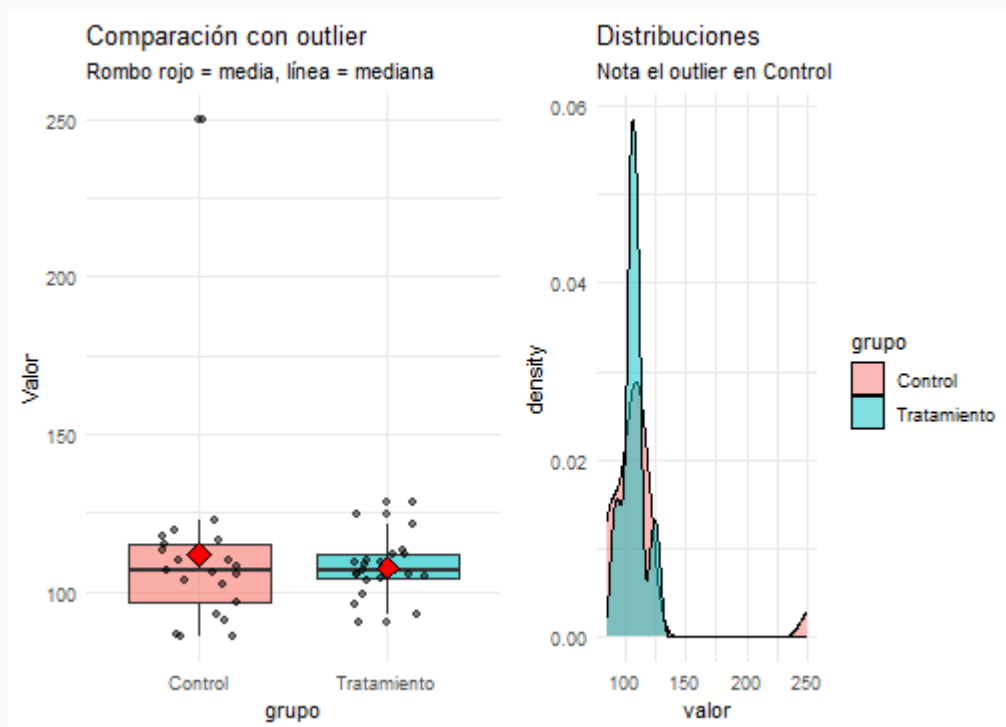 Comparación con outlier
Rombo rojo = media, línea = mediana
250
200
150
100
Valor
Control
Tratamiento
grupo
Distribuciones
Nota el outlier en Control
0.06
0.04
0.02
0.00
density
100
150
200
250
valor
grupo
Control
Tratamiento